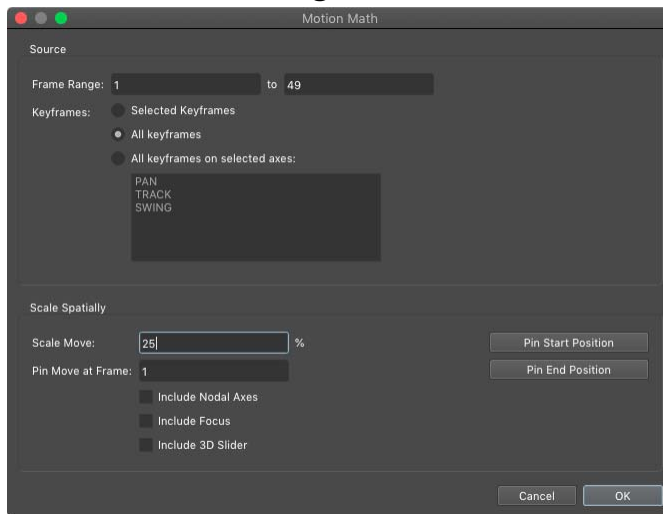 Motion Math
Source
Frame Range: 1 to 49
Keyframes: Selected Keyframes
All keyframes
All keyframes on selected axes:
PAN
TRACK
SWING
Scale Spatially
Scale Move: 25 % Pin Start Position
Pin Move at Frame: 1 Pin End Position
Include Nodal Axes
Include Focus
Include 3D Slider
Cancel OK